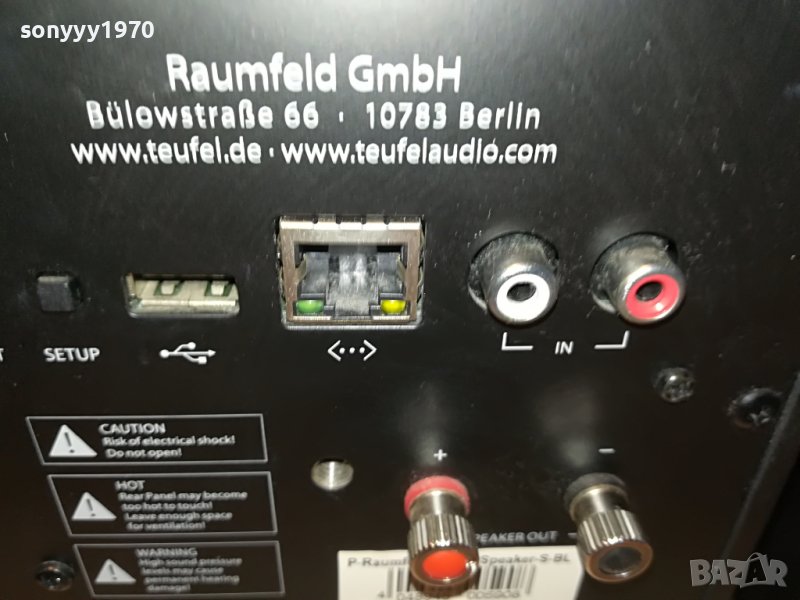 sonyyy1970
Raumfeld GmbH
Bülowstraße 66 · 10783 Berlin
www.teufel.de · www.teufelaudio.com
SETUP
<···>
IN
CAUTION
Risk of electrical shock!
Do not open!
HOT
Rear Panel may become
too hot to touch!
Leave enough space
for ventilation!
WARNING
High sound pressure
levels may cause
permanent hearing
damage!
+
−
SPEAKER OUT
Speaker-S-BL
BAZAR